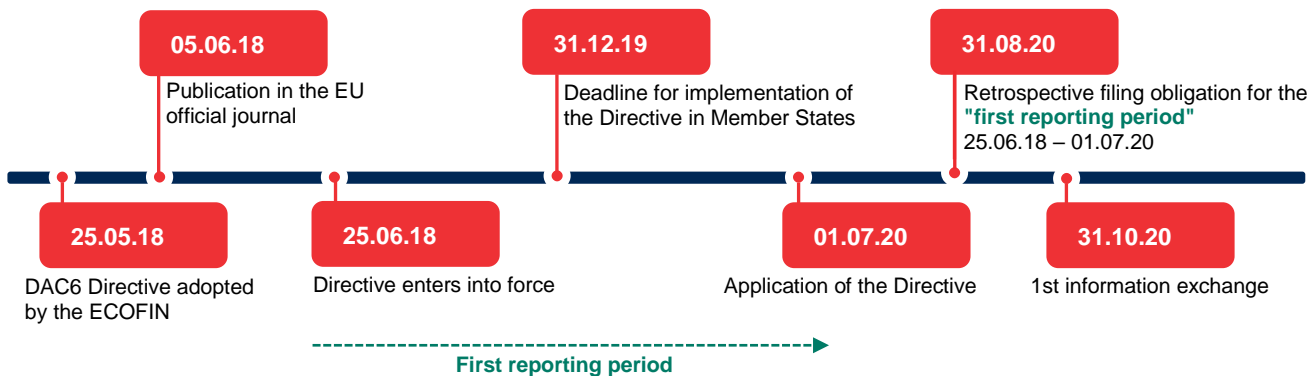 05.06.18
Publication in the EU
official journal
31.12.19
Deadline for implementation of
the Directive in Member States
31.08.20
Retrospective filing obligation for the
"first reporting period"
25.06.18 – 01.07.20
25.05.18
DAC6 Directive adopted
by the ECOFIN
25.06.18
Directive enters into force
01.07.20
Application of the Directive
31.10.20
1st information exchange
First reporting period